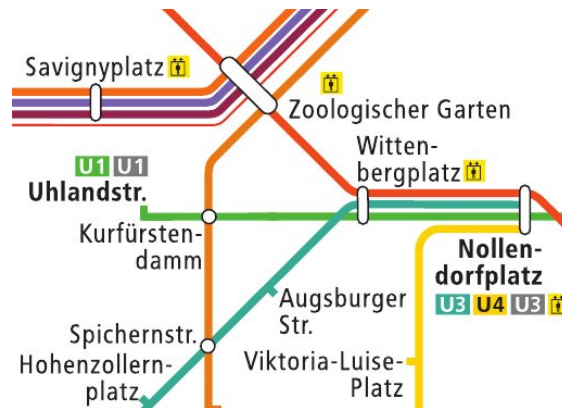 Savignyplatz
Zoologischer Garten
Witten-
bergplatz
U1 U1
Uhlandstr.
Kurfürsten-
damm
Nollen-
dorfplatz
U3 U4 U3
Augsburger
Str.
Spichernstr.
Hohenzollern-
platz
Viktoria-Luise-
Platz